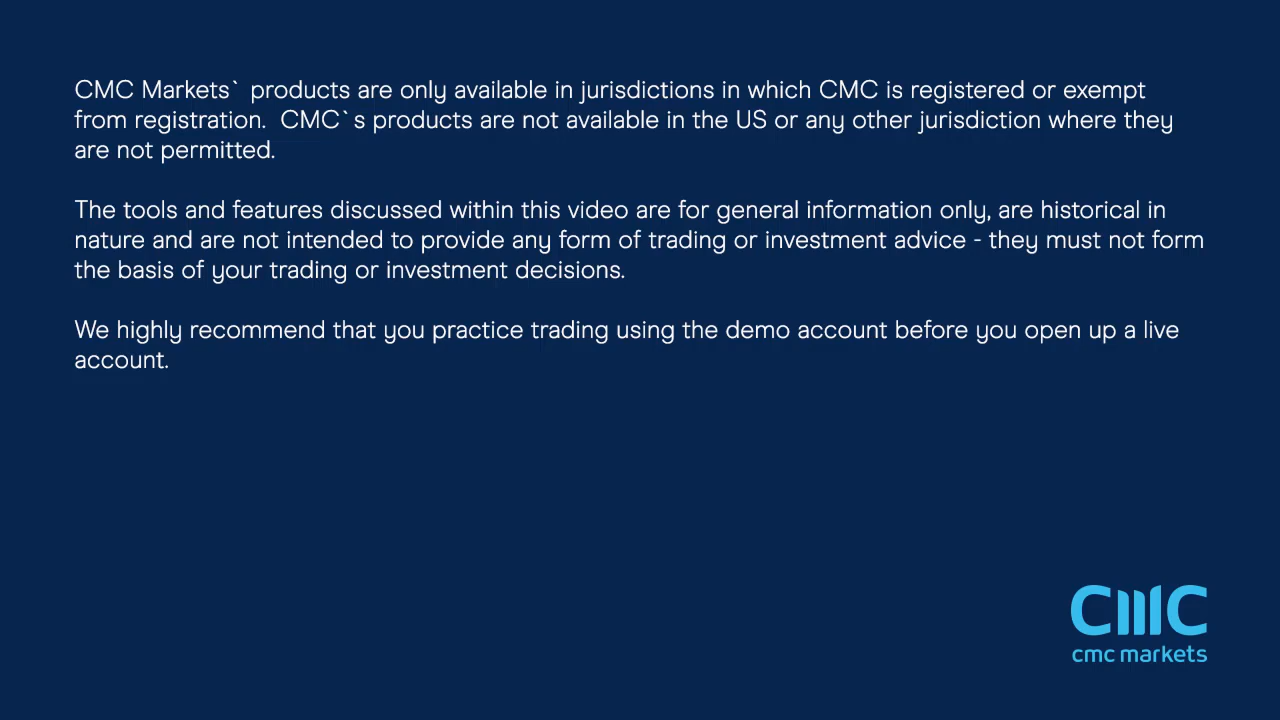 CMC Markets` products are only available in jurisdictions in which CMC is registered or exempt
from registration.  CMC`s products are not available in the US or any other jurisdiction where they
are not permitted.
The tools and features discussed within this video are for general information only, are historical in
nature and are not intended to provide any form of trading or investment advice - they must not form
the basis of your trading or investment decisions.
We highly recommend that you practice trading using the demo account before you open up a live
account.
CMC
cmc markets